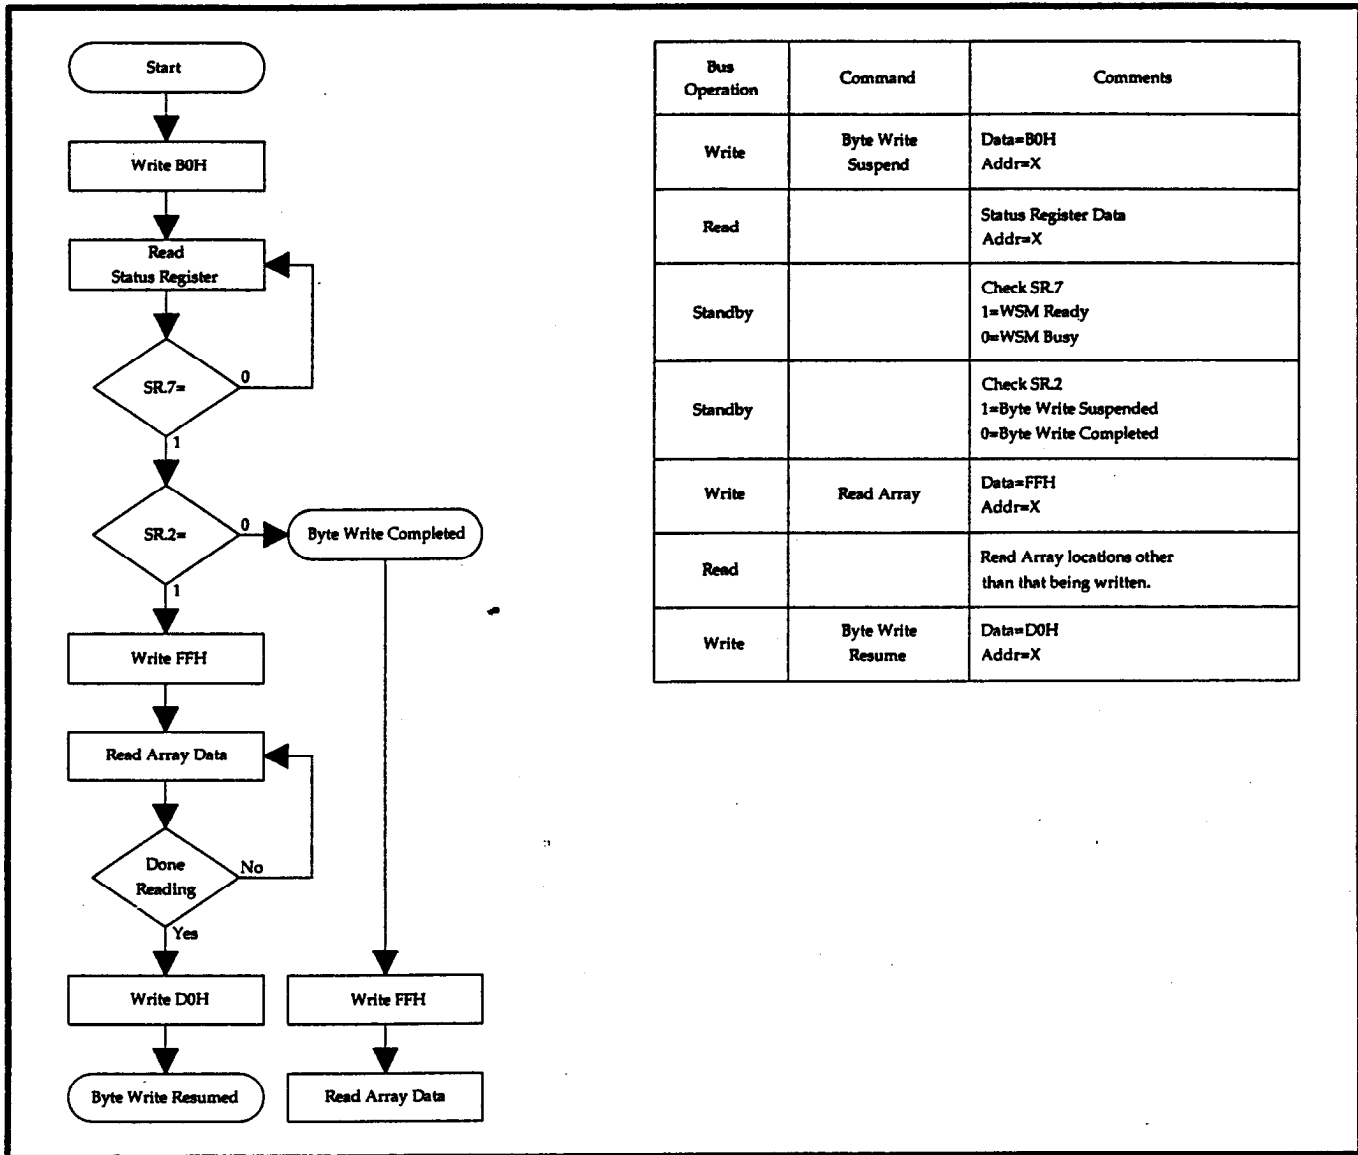 Start
Write B0H
Read
Status Register
SR.7=
0
1
SR.2=
0
Byte Write Completed
1
Write FFH
Read Array Data
Done
Reading
No
Yes
Write D0H
Write FFH
Byte Write Resumed
Read Array Data
Bus
Operation
Command
Comments
Write
Byte Write
Suspend
Data=B0H
Addr=X
Read
Status Register Data
Addr=X
Standby
Check SR.7
1=WSM Ready
0=WSM Busy
Standby
Check SR.2
1=Byte Write Suspended
0=Byte Write Completed
Write
Read Array
Data=FFH
Addr=X
Read
Read Array locations other
than that being written.
Write
Byte Write
Resume
Data=D0H
Addr=X